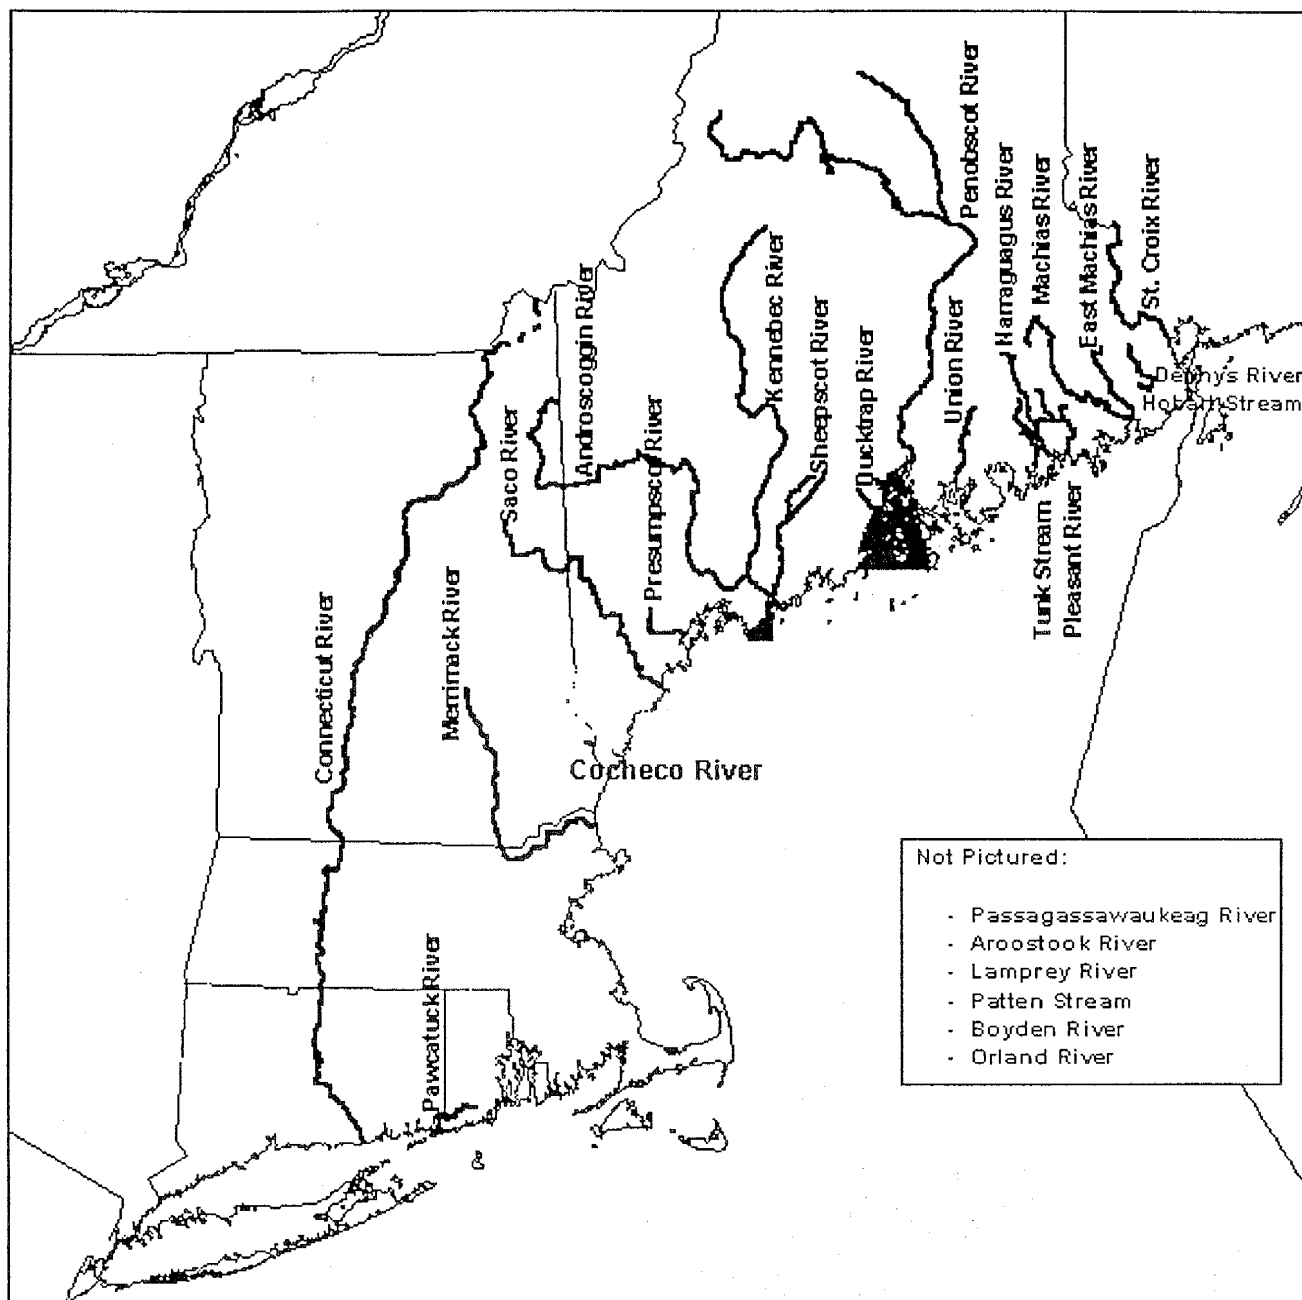 Penobscot River
Narraguagus River
Machias River
East Machias River
St. Croix River
Androscoggin River
Kennebec River
Sheepscot River
Ducktrap River
Union River
Dennys River
Hobart Stream
Saco River
Presumpscot River
Tunk Stream
Pleasant River
Connecticut River
Merrimack River
Cocheco River
Pawcatuck River
Not Pictured:
- Passagassawaukeag River
- Aroostook River
- Lamprey River
- Patten Stream
- Boyden River
- Orland River